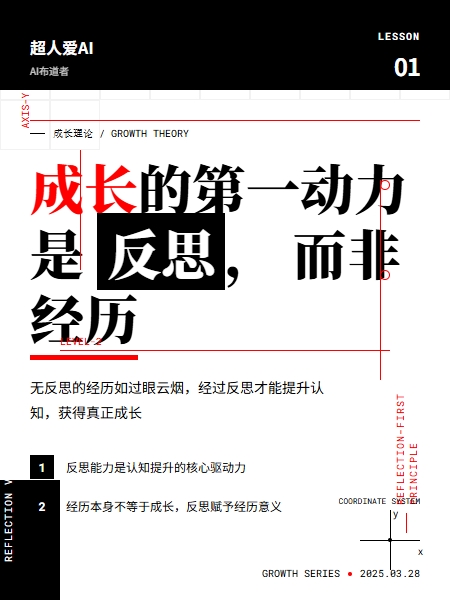 超人爱AI
AI布道者
LESSON
01
AXIS-Y
成长理论 / GROWTH THEORY
成长的第一动力
是 反思， 而非
经历
LEVEL-2
无反思的经历如过眼云烟，经过反思才能提升认
知，获得真正成长
1 反思能力是认知提升的核心驱动力
2 经历本身不等于成长，反思赋予经历意义
REFLECTION-FIRST
PRINCIPLE
COORDINATE SYSTEM
y
x
REFLECTION
GROWTH SERIES • 2025.03.28